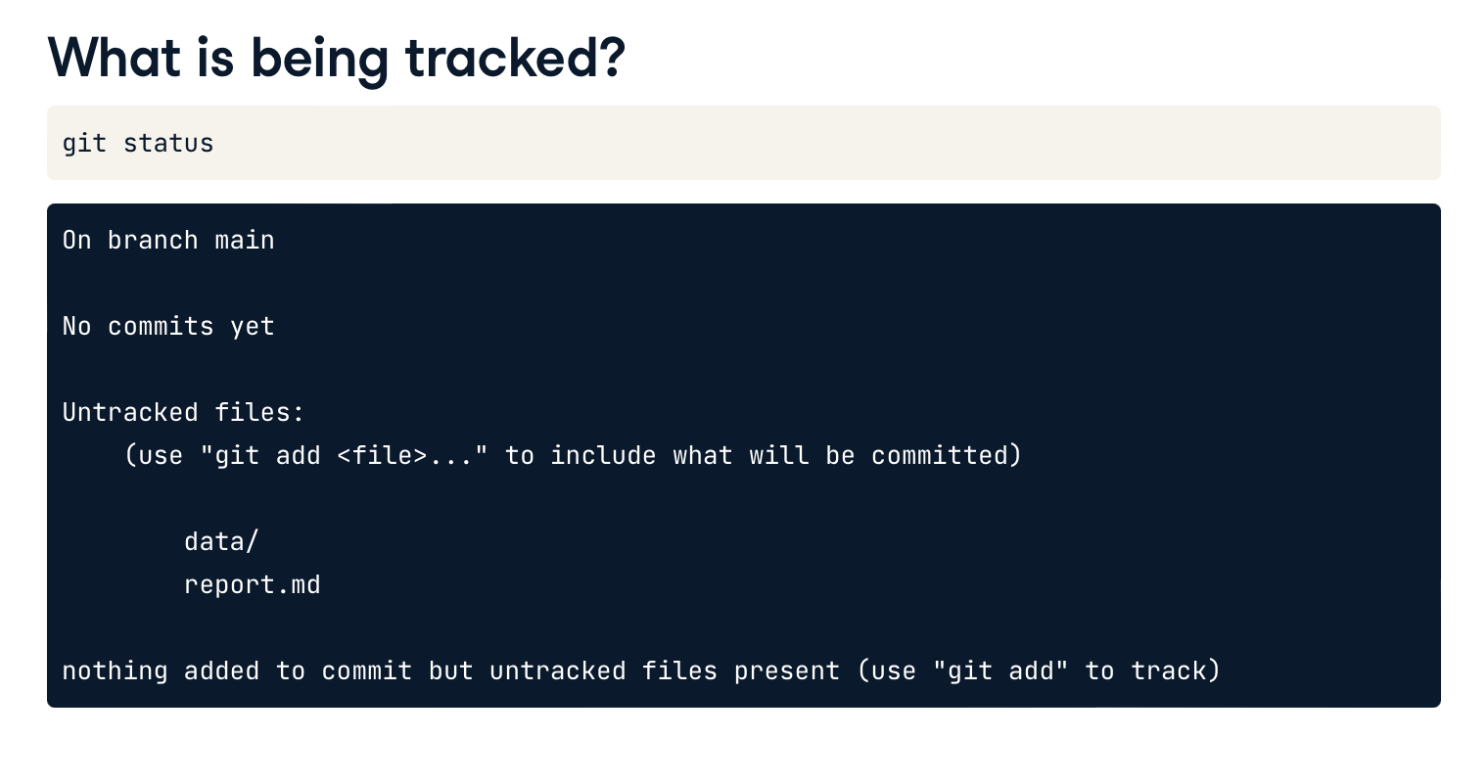 What is being tracked?
git status
On branch main
No commits yet
Untracked files:
(use "git add <file>..." to include what will be committed)
data/
report.md
nothing added to commit but untracked files present (use "git add" to track)